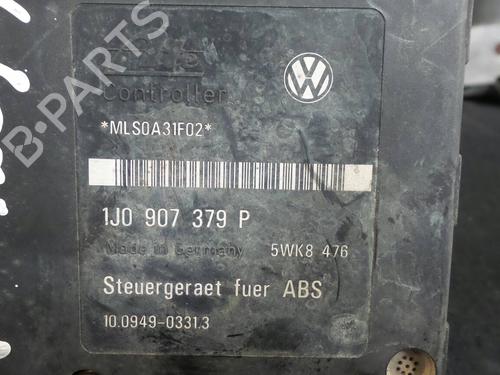 Controller
*MLS0A31F02*
1J0 907 379 P
Made in Germany 5WK8 476
Steuergeraet fuer ABS
10.0949-0331.3
B-PARTS